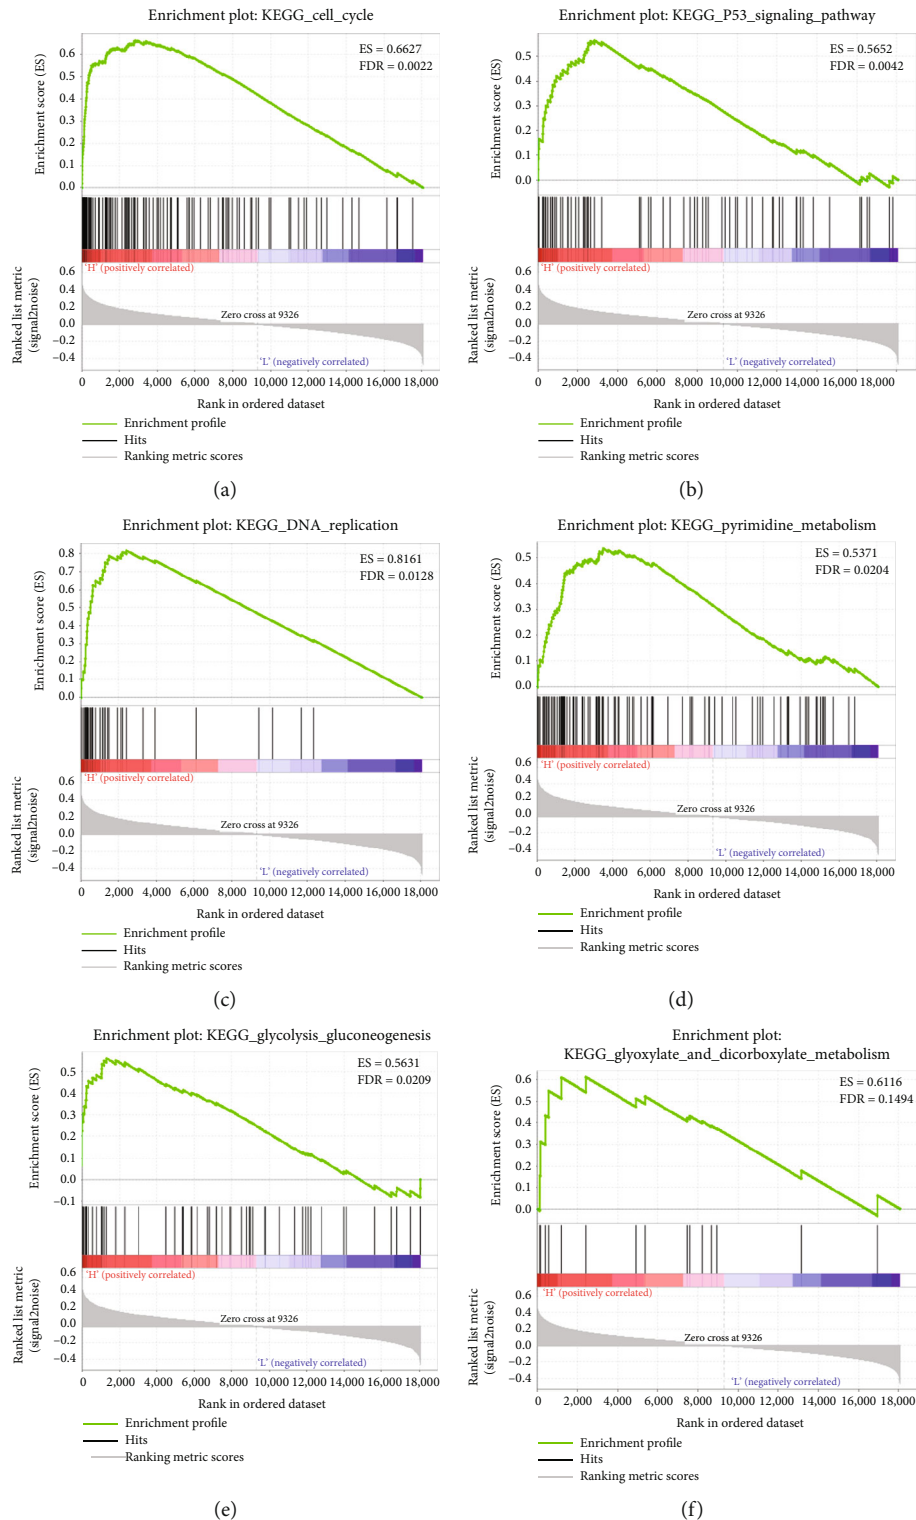 Enrichment plot: KEGG_cell_cycle
ES = 0.6627
FDR = 0.0022
Enrichment score (ES)
0.6
0.5
0.4
0.3
0.2
0.1
0.0
'H' (positively correlated)
Ranked list metric
(signal2noise)
0.6
0.4
0.2
0.0
−0.2
−0.4
Zero cross at 9326
'L' (negatively correlated)
0 2,000 4,000 6,000 8,000 10,000 12,000 14,000 16,000 18,000
Rank in ordered dataset
Enrichment profile
Hits
Ranking metric scores
(a)
Enrichment plot: KEGG_P53_signaling_pathway
ES = 0.5652
FDR = 0.0042
Enrichment score (ES)
0.5
0.4
0.3
0.2
0.1
0.0
'H' (positively correlated)
Ranked list metric
(signal2noise)
0.6
0.4
0.2
0.0
−0.2
−0.4
Zero cross at 9326
'L' (negatively correlated)
0 2,000 4,000 6,000 8,000 10,000 12,000 14,000 16,000 18,000
Rank in ordered dataset
Enrichment profile
Hits
Ranking metric scores
(b)
Enrichment plot: KEGG_DNA_replication
ES = 0.8161
FDR = 0.0128
Enrichment score (ES)
0.8
0.7
0.6
0.5
0.4
0.3
0.2
0.1
0.0
'H' (positively correlated)
Ranked list metric
(signal2noise)
0.6
0.4
0.2
0.0
−0.2
−0.4
Zero cross at 9326
'L' (negatively correlated)
0 2,000 4,000 6,000 8,000 10,000 12,000 14,000 16,000 18,000
Rank in ordered dataset
Enrichment profile
Hits
Ranking metric scores
(c)
Enrichment plot: KEGG_pyrimidine_metabolism
ES = 0.5371
FDR = 0.0204
Enrichment score (ES)
0.5
0.4
0.3
0.2
0.1
0.0
'H' (positively correlated)
Ranked list metric
(signal2noise)
0.6
0.4
0.2
0.0
−0.2
−0.4
Zero cross at 9326
'L' (negatively correlated)
0 2,000 4,000 6,000 8,000 10,000 12,000 14,000 16,000 18,000
Rank in ordered dataset
Enrichment profile
Hits
Ranking metric scores
(d)
Enrichment plot: KEGG_glycolysis_gluconeogenesis
ES = 0.5631
FDR = 0.0209
Enrichment score (ES)
0.5
0.4
0.3
0.2
0.1
0.0
−0.1
'H' (positively correlated)
Ranked list metric
(signal2noise)
0.6
0.4
0.2
0.0
−0.2
−0.4
Zero cross at 9326
'L' (negatively correlated)
0 2,000 4,000 6,000 8,000 10,000 12,000 14,000 16,000 18,000
Rank in ordered dataset
Enrichment profile
Hits
Ranking metric scores
(e)
Enrichment plot:
KEGG_glyoxylate_and_dicorboxylate_metabolism
ES = 0.6116
FDR = 0.1494
Enrichment score (ES)
0.6
0.5
0.4
0.3
0.2
0.1
0.0
'H' (positively correlated)
Ranked list metric
(signal2noise)
0.6
0.4
0.2
0.0
−0.2
−0.4
Zero cross at 9326
'L' (negatively correlated)
0 2,000 4,000 6,000 8,000 10,000 12,000 14,000 16,000 18,000
Rank in ordered dataset
Enrichment profile
Hits
Ranking metric scores
(f)